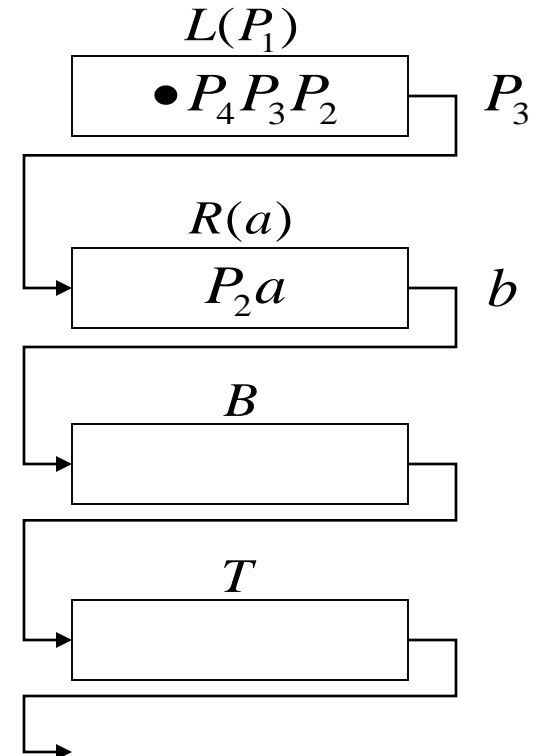 L(P₁)
●P₄P₃P₂ P₃
R(a)
P₂a b
B
T